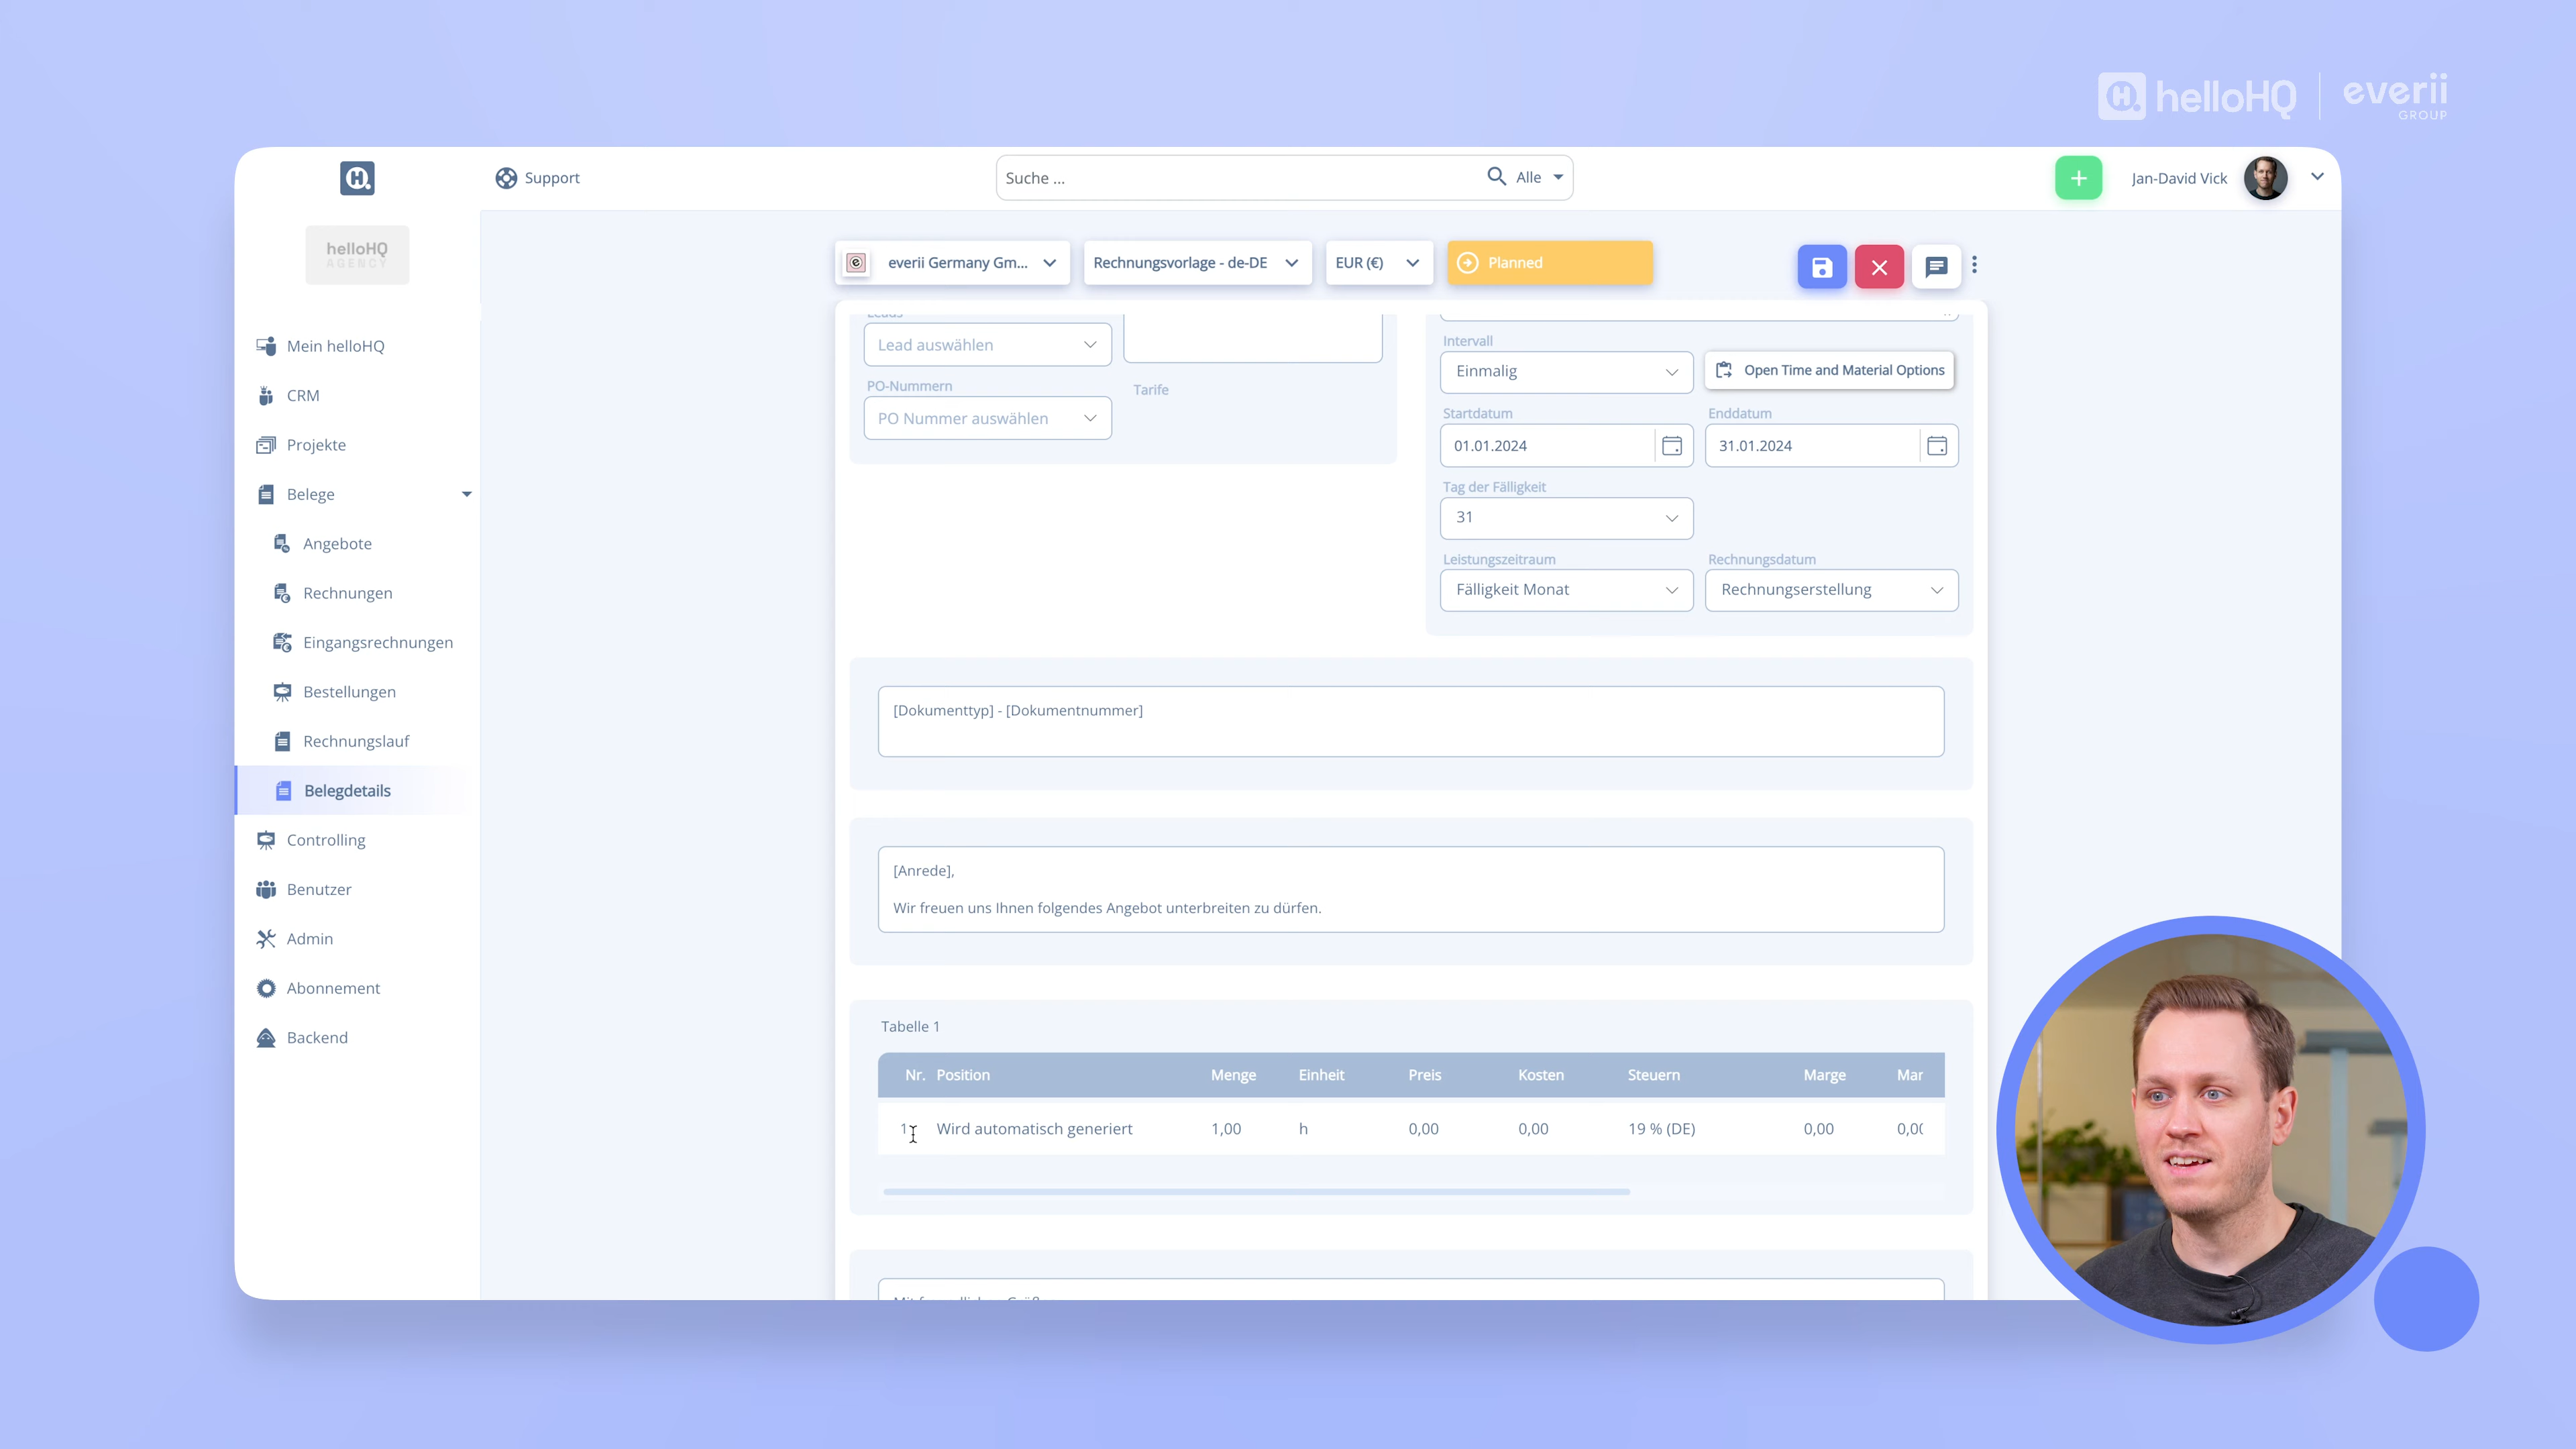 helloHQ
everii
GROUP
Support
Suche ...
Alle
Jan-David Vick
helloHQ
AGENCY
Mein helloHQ
CRM
Projekte
Belege
Angebote
Rechnungen
Eingangsrechnungen
Bestellungen
Rechnungslauf
Belegdetails
Controlling
Benutzer
Admin
Abonnement
Backend
everii Germany Gm...
Rechnungsvorlage - de-DE
EUR (€)
Planned
Leads
Lead auswählen
PO-Nummern
PO Nummer auswählen
Tarife
Intervall
Einmalig
Open Time and Material Options
Startdatum
Enddatum
01.01.2024
31.01.2024
Tag der Fälligkeit
31
Leistungszeitraum
Rechnungsdatum
Fälligkeit Monat
Rechnungserstellung
[Dokumenttyp] - [Dokumentnummer]
[Anrede],
Wir freuen uns Ihnen folgendes Angebot unterbreiten zu dürfen.
Tabelle 1
Nr. Position Menge Einheit Preis Kosten Steuern Marge Mar
1 Wird automatisch generiert 1,00 h 0,00 0,00 19 % (DE) 0,00 0,00